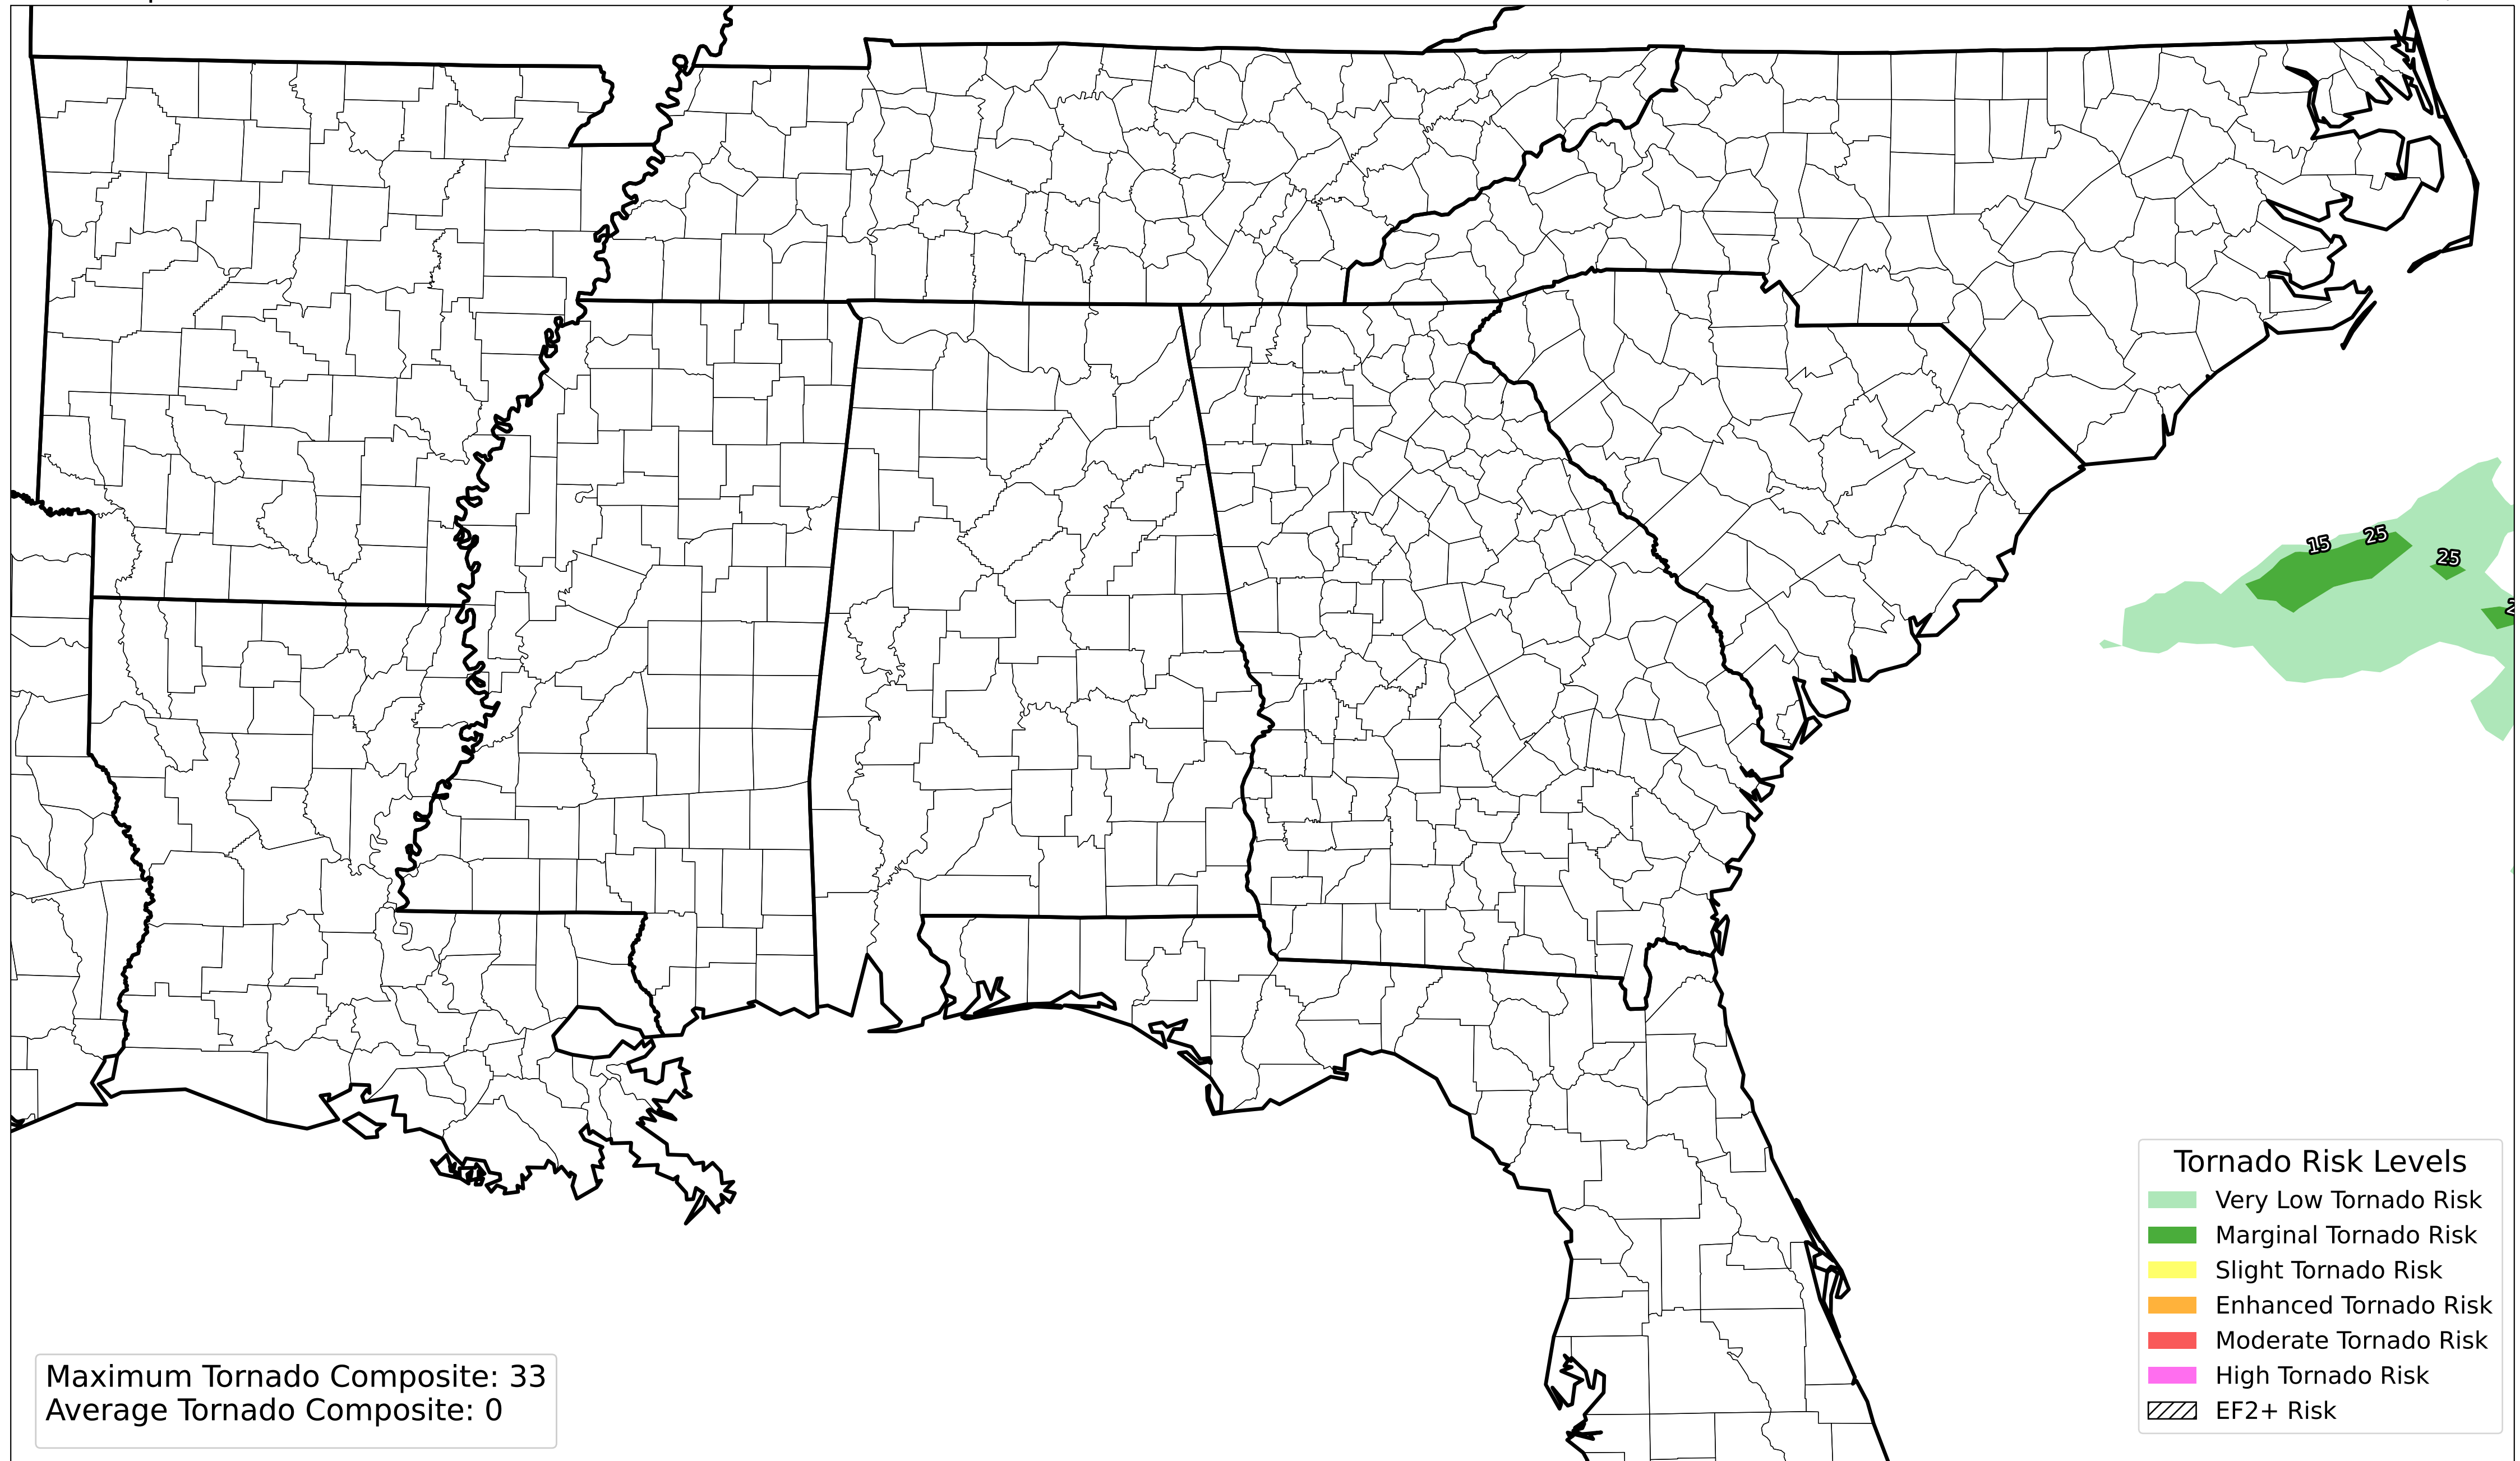 15
25
25
Tornado Risk Levels
Very Low Tornado Risk
Marginal Tornado Risk
Slight Tornado Risk
Enhanced Tornado Risk
Moderate Tornado Risk
High Tornado Risk
EF2+ Risk
Maximum Tornado Composite: 33
Average Tornado Composite: 0